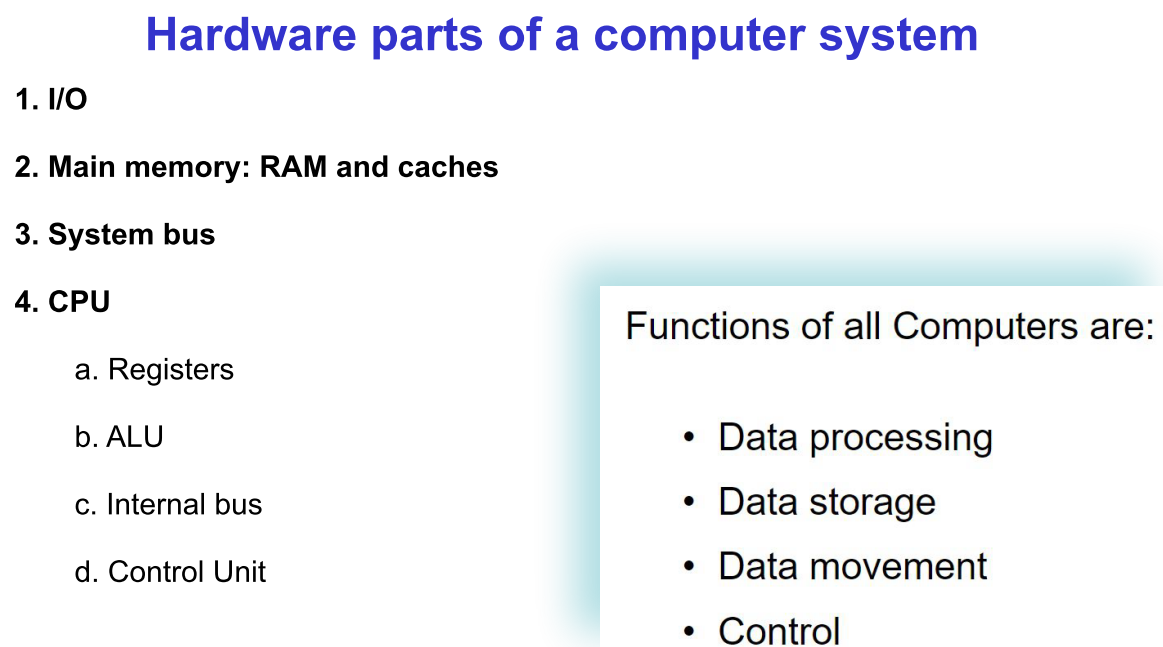 Hardware parts of a computer system
1. I/O
2. Main memory: RAM and caches
3. System bus
4. CPU
a. Registers
b. ALU
c. Internal bus
d. Control Unit
Functions of all Computers are:
• Data processing
• Data storage
• Data movement
• Control